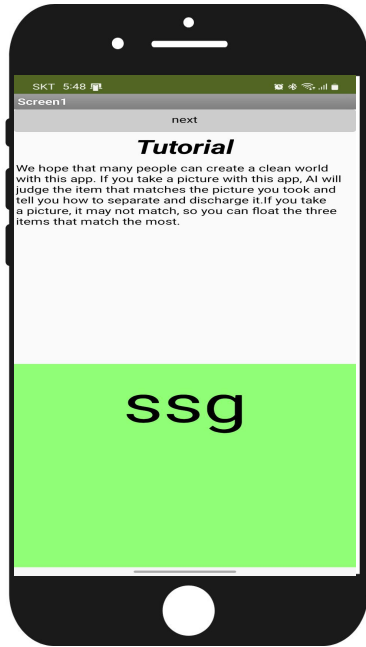 SKT 5:48
Screen1
next
Tutorial
We hope that many people can create a clean world
with this app. If you take a picture with this app, AI will
judge the item that matches the picture you took and
tell you how to separate and discharge it.If you take
a picture, it may not match, so you can float the three
items that match the most.
ssg